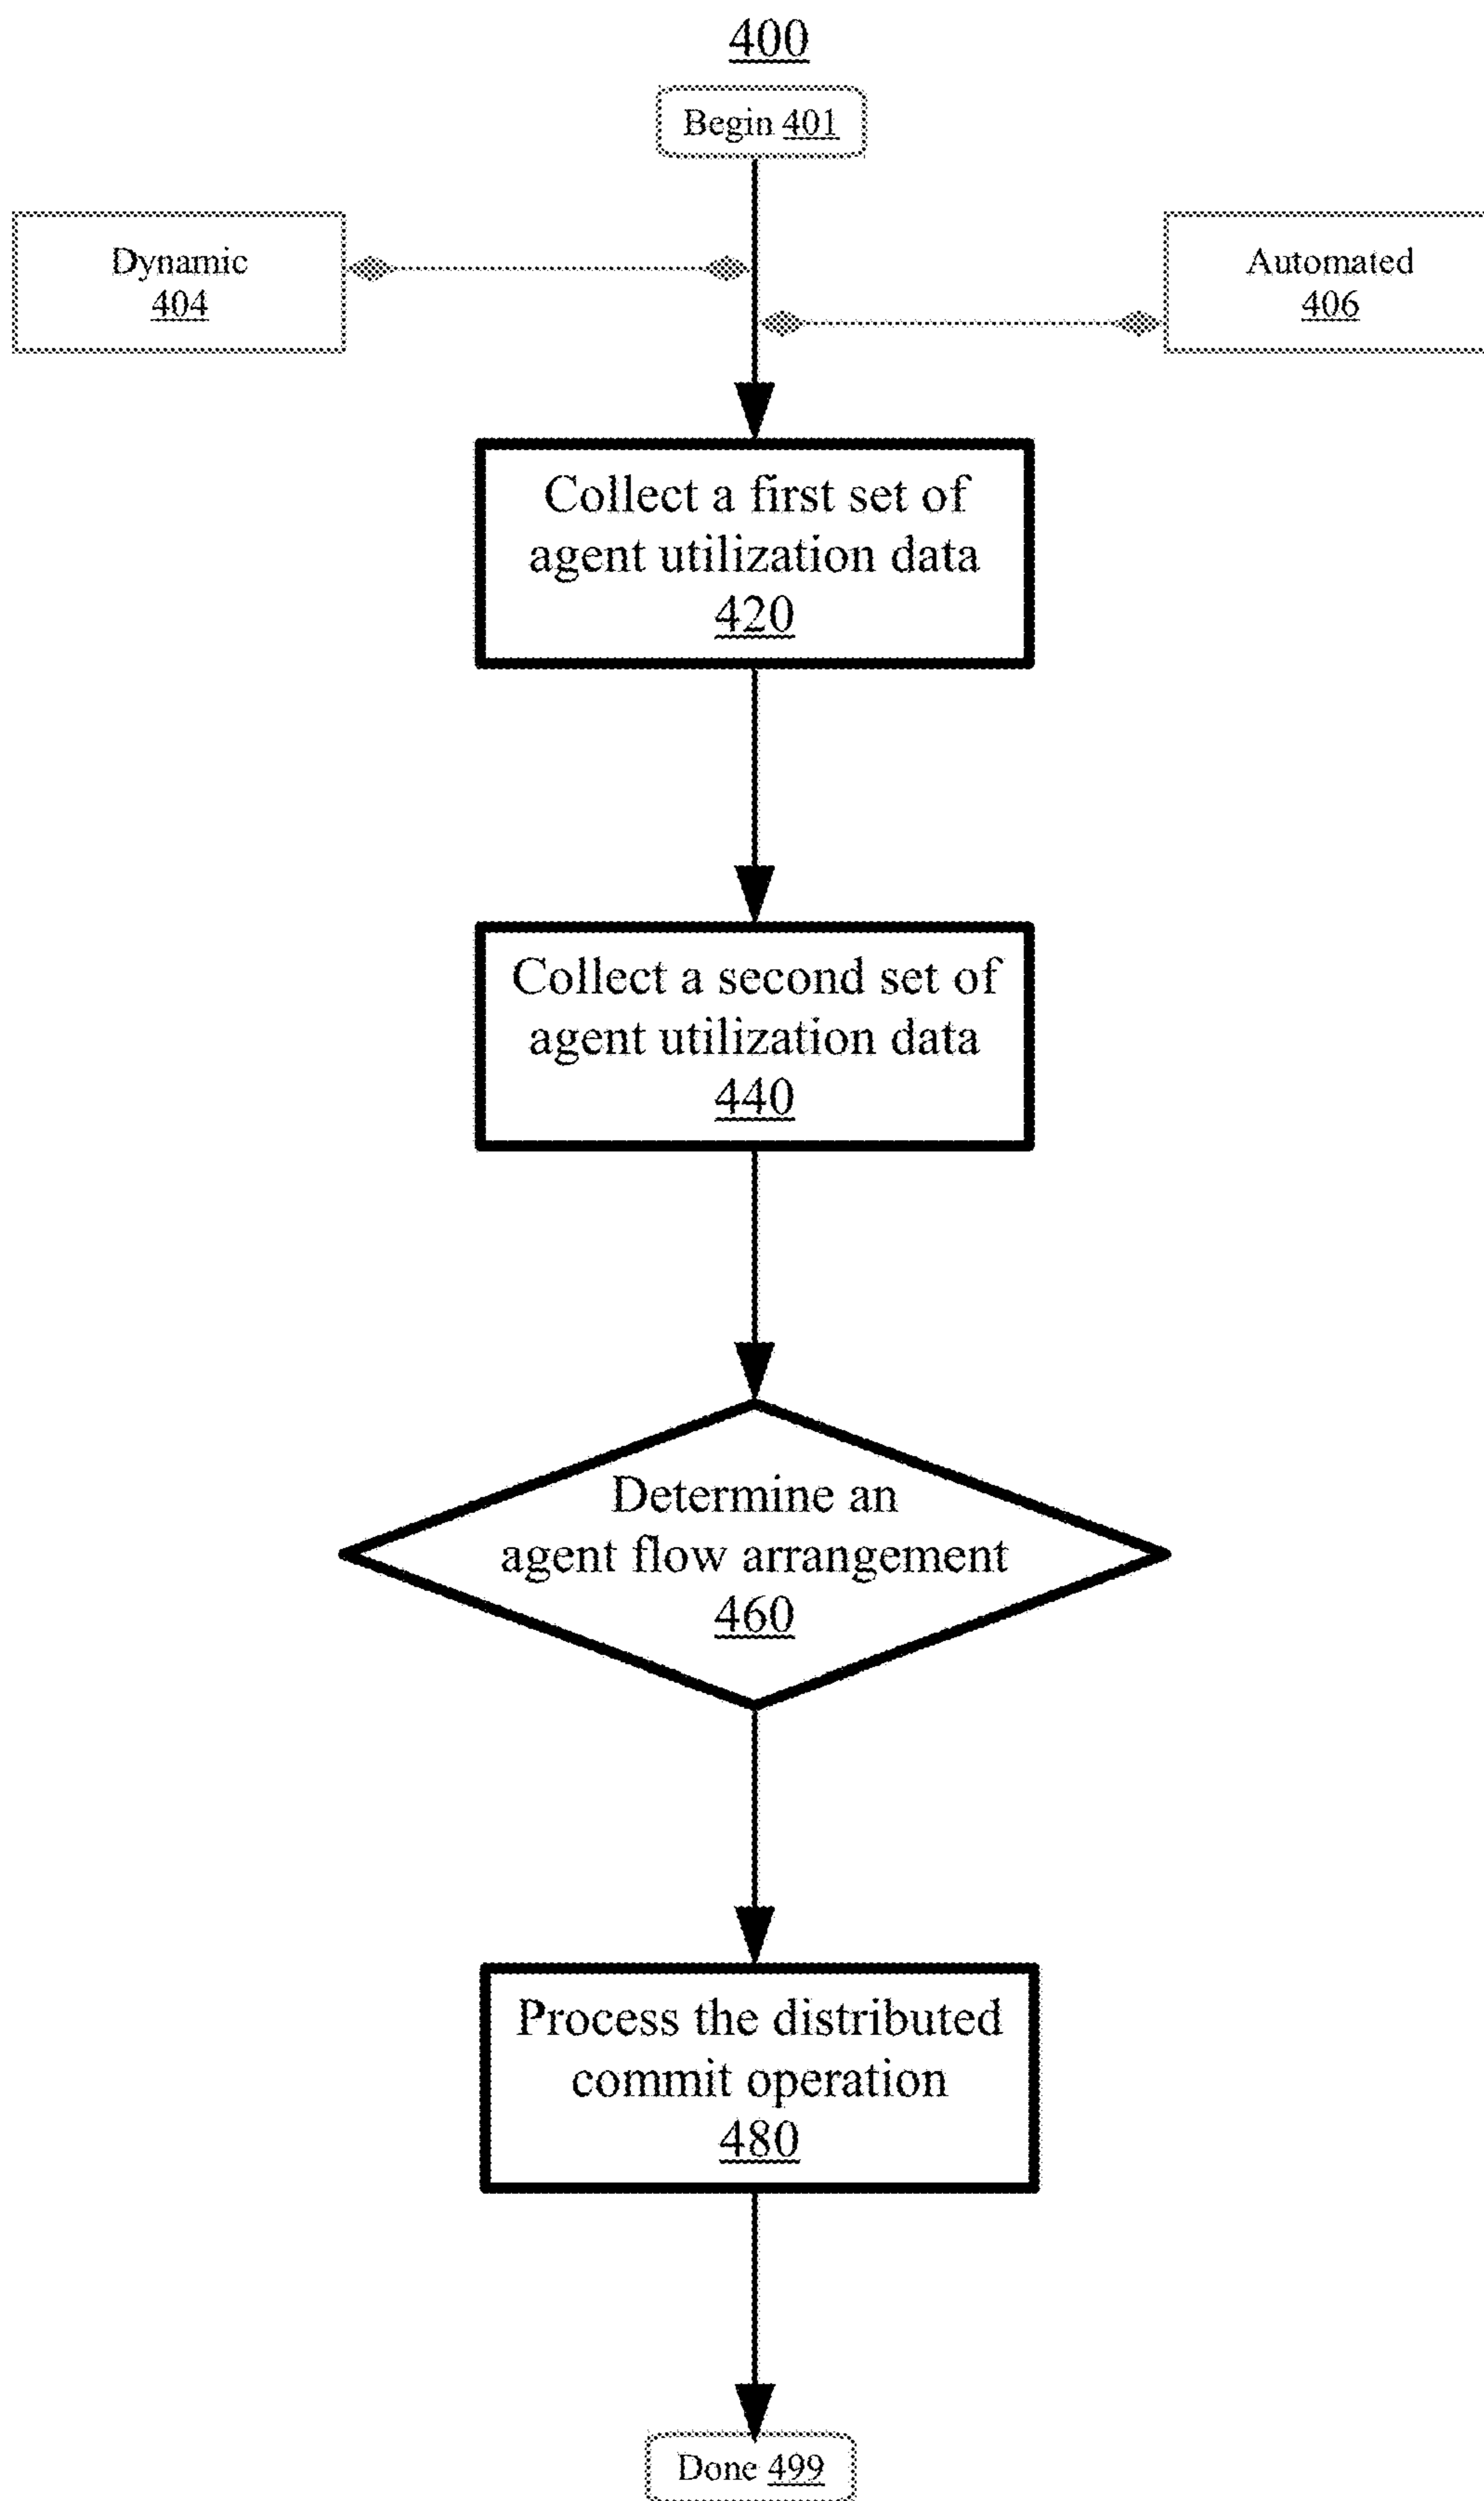 400
Begin 401
Dynamic
404
Automated
406
Collect a first set of
agent utilization data
420
Collect a second set of
agent utilization data
440
Determine an
agent flow arrangement
460
Process the distributed
commit operation
480
Done 499